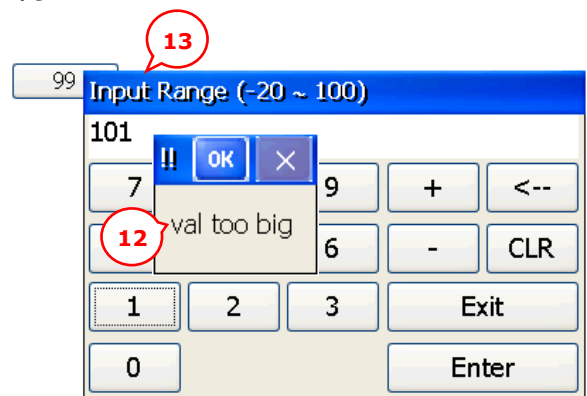 13
99
Input Range (-20 ~ 100)
101
!! OK ×
7 9 + <--
12 val too big
6 - CLR
1 2 3 Exit
0 Enter